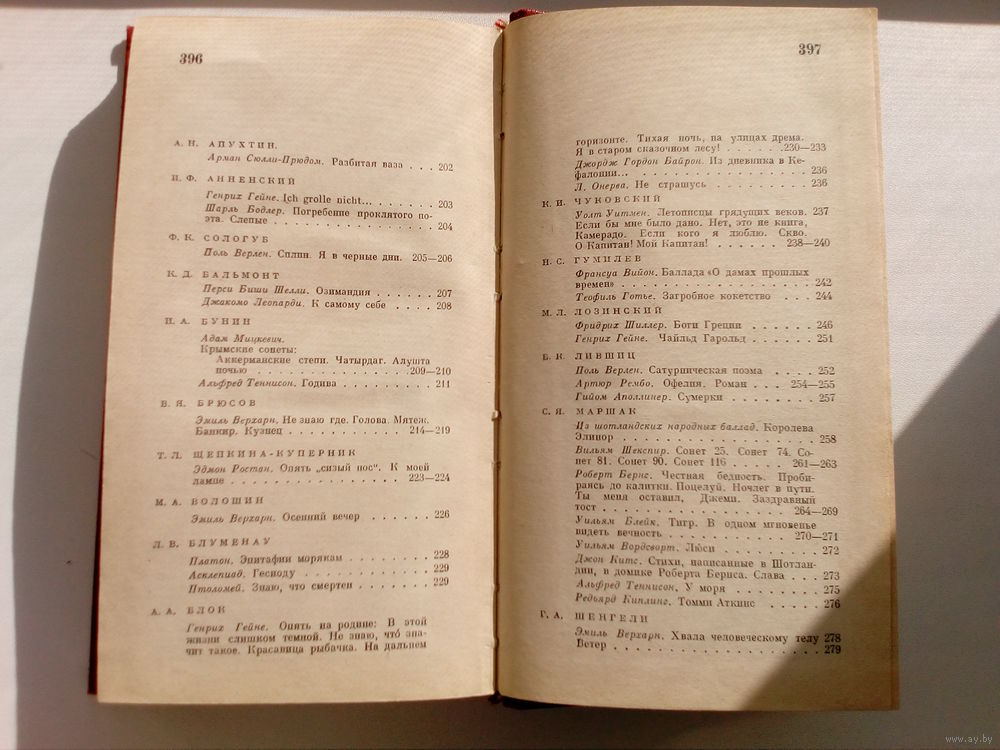 396
А. Н. АПУХТИН.
Арман Сюлли-Прюдом. Разбитая ваза . . . 202
И. Ф. АННЕНСКИЙ
Генрих Гейне. Ich grolle nicht... . . . . . . . 203
Шарль Бодлер. Погребение проклятого по-
эта. Слепые . . . . . . . . . . . . . . . . 204
Ф. К. СОЛОГУБ
Поль Верлен. Сплин. Я в черные дни. 205—206
К. Д. БАЛЬМОНТ
Перси Биши Шелли. Озимандия . . . . . . 207
Джакомо Леопарди. К самому себе . . . . 208
И. А. БУНИН
Адам Мицкевич.
Крымские сонеты:
Аккерманские степи. Чатырдаг. Алушта
ночью . . . . . . . . . . . . . . . .209—210
Альфред Теннисон. Годива . . . . . . . . . 211
В. Я. БРЮСОВ
Эмиль Верхарн. Не знаю где. Голова. Мятеж.
Банкир. Кузнец . . . . . . . . . . . 214—219
Т. Л. ЩЕПКИНА-КУПЕРНИК
Эдмон Ростан. Опять „сизый нос“. К моей
лампе . . . . . . . . . . . . . . . . 223—224
М. А. ВОЛОШИН
Эмиль Верхарн. Осенний вечер . . . . . . 226
Л. В. БЛУМЕНАУ
Платон. Эпитафии морякам . . . . . . . . 228
Асклепиад. Гесиоду . . . . . . . . . . . . 229
Птоломей. Знаю, что смертен . . . . . . . 229
А. А. БЛОК
Генрих Гейне. Опять на родине: В этой
жизни слишком темной. Не знаю, что́ зна-
чит такое. Красавица рыбачка. На дальнем
397
горизонте. Тихая ночь, на улицах дрема.
Я в старом сказочном лесу! . . . . . .230—233
Джордж Гордон Байрон. Из дневника в Ке-
фалонии... . . . . . . . . . . . . . . . . 236
Л. Онерва. Не страшусь . . . . . . . . . . 236
К. И. ЧУКОВСКИЙ
Уолт Уитмен. Летописцы грядущих веков. 237
Если бы мне было дано. Нет, это не книга,
Камерадо. Если кого я люблю. Скво.
О Капитан! Мой Капитан! . . . . . . 238—240
Н. С. ГУМИЛЕВ
Франсуа Вийон. Баллада «О дамах прошлых
времен» . . . . . . . . . . . . . . . . . 242
Теофиль Готье. Загробное кокетство . . . 244
М. Л. ЛОЗИНСКИЙ
Фридрих Шиллер. Боги Греции . . . . . . 246
Генрих Гейне. Чайльд Гарольд . . . . . . 251
Б. К. ЛИВШИЦ
Поль Верлен. Сатурническая поэма . . . . 252
Артюр Рембо. Офелия. Роман . . . 254—255
Гийом Аполлинер. Сумерки . . . . . . . . 257
С. Я. МАРШАК
Из шотландских народных баллад. Королева
Элинор . . . . . . . . . . . . . . . . . 258
Вильям Шекспир. Сонет 25. Сонет 74. Со-
нет 81. Сонет 90. Сонет 116 . . . . . 261—263
Роберт Бернс. Честная бедность. Проби-
раясь до калитки. Поцелуй. Ночлег в пути.
Ты меня оставил, Джеми. Заздравный
тост . . . . . . . . . . . . . . . . 264—269
Уильям Блейк. Тигр. В одном мгновенье
видеть вечность . . . . . . . . . . 270—271
Уильям Вордсворт. Люси . . . . . . . . . 272
Джон Китс. Стихи, написанные в Шотлан-
дии, в домике Роберта Бернса. Слава . . . 273
Альфред Теннисон. У моря . . . . . . . . 275
Редьярд Киплинг. Томми Аткинс . . . . . 276
Г. А. ШЕНГЕЛИ
Эмиль Верхарн. Хвала человеческому телу 278
Ветер . . . . . . . . . . . . . . . . . . 279
www.ay.by